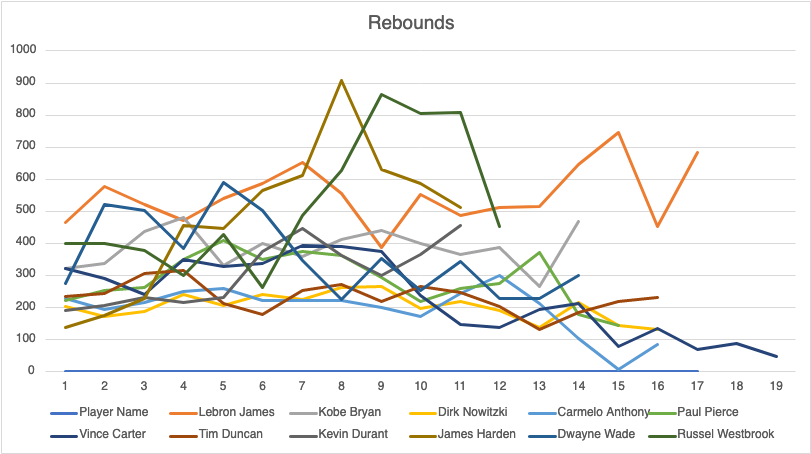 Rebounds
1000
900
800
700
600
500
400
300
200
100
0
1 2 3 4 5 6 7 8 9 10 11 12 13 14 15 16 17 18 19
Player Name Lebron James Kobe Bryan Dirk Nowitzki Carmelo Anthony Paul Pierce
Vince Carter Tim Duncan Kevin Durant James Harden Dwayne Wade Russel Westbrook